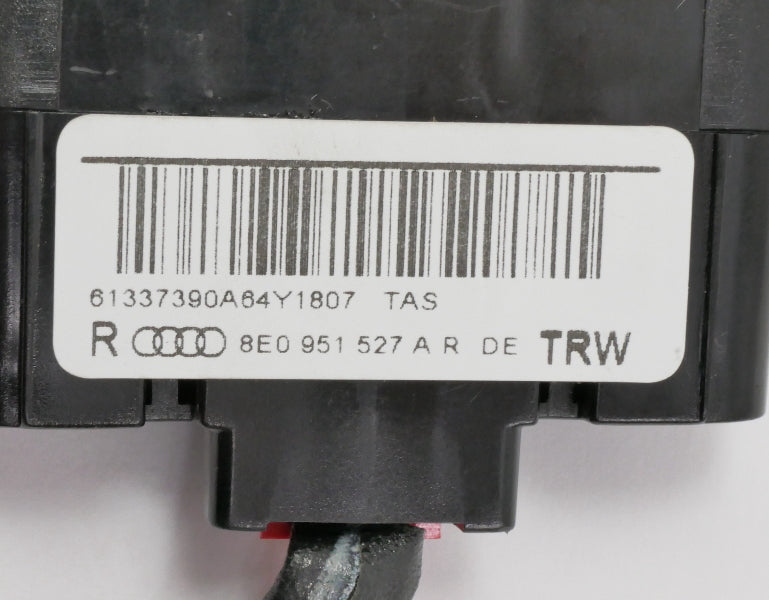 61337390A64Y1807 TAS
R 8E0 951 527 A R DE TRW